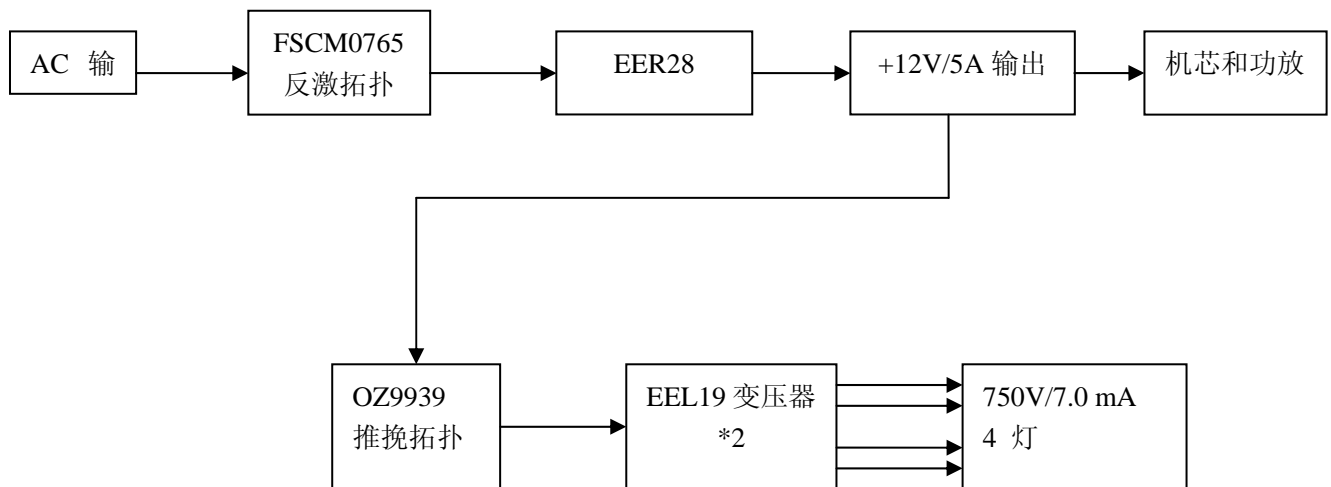 AC 输
FSCM0765
反激拓扑
EER28
+12V/5A 输出
机芯和功放
OZ9939
推挽拓扑
EEL19 变压器
*2
750V/7.0 mA
4 灯